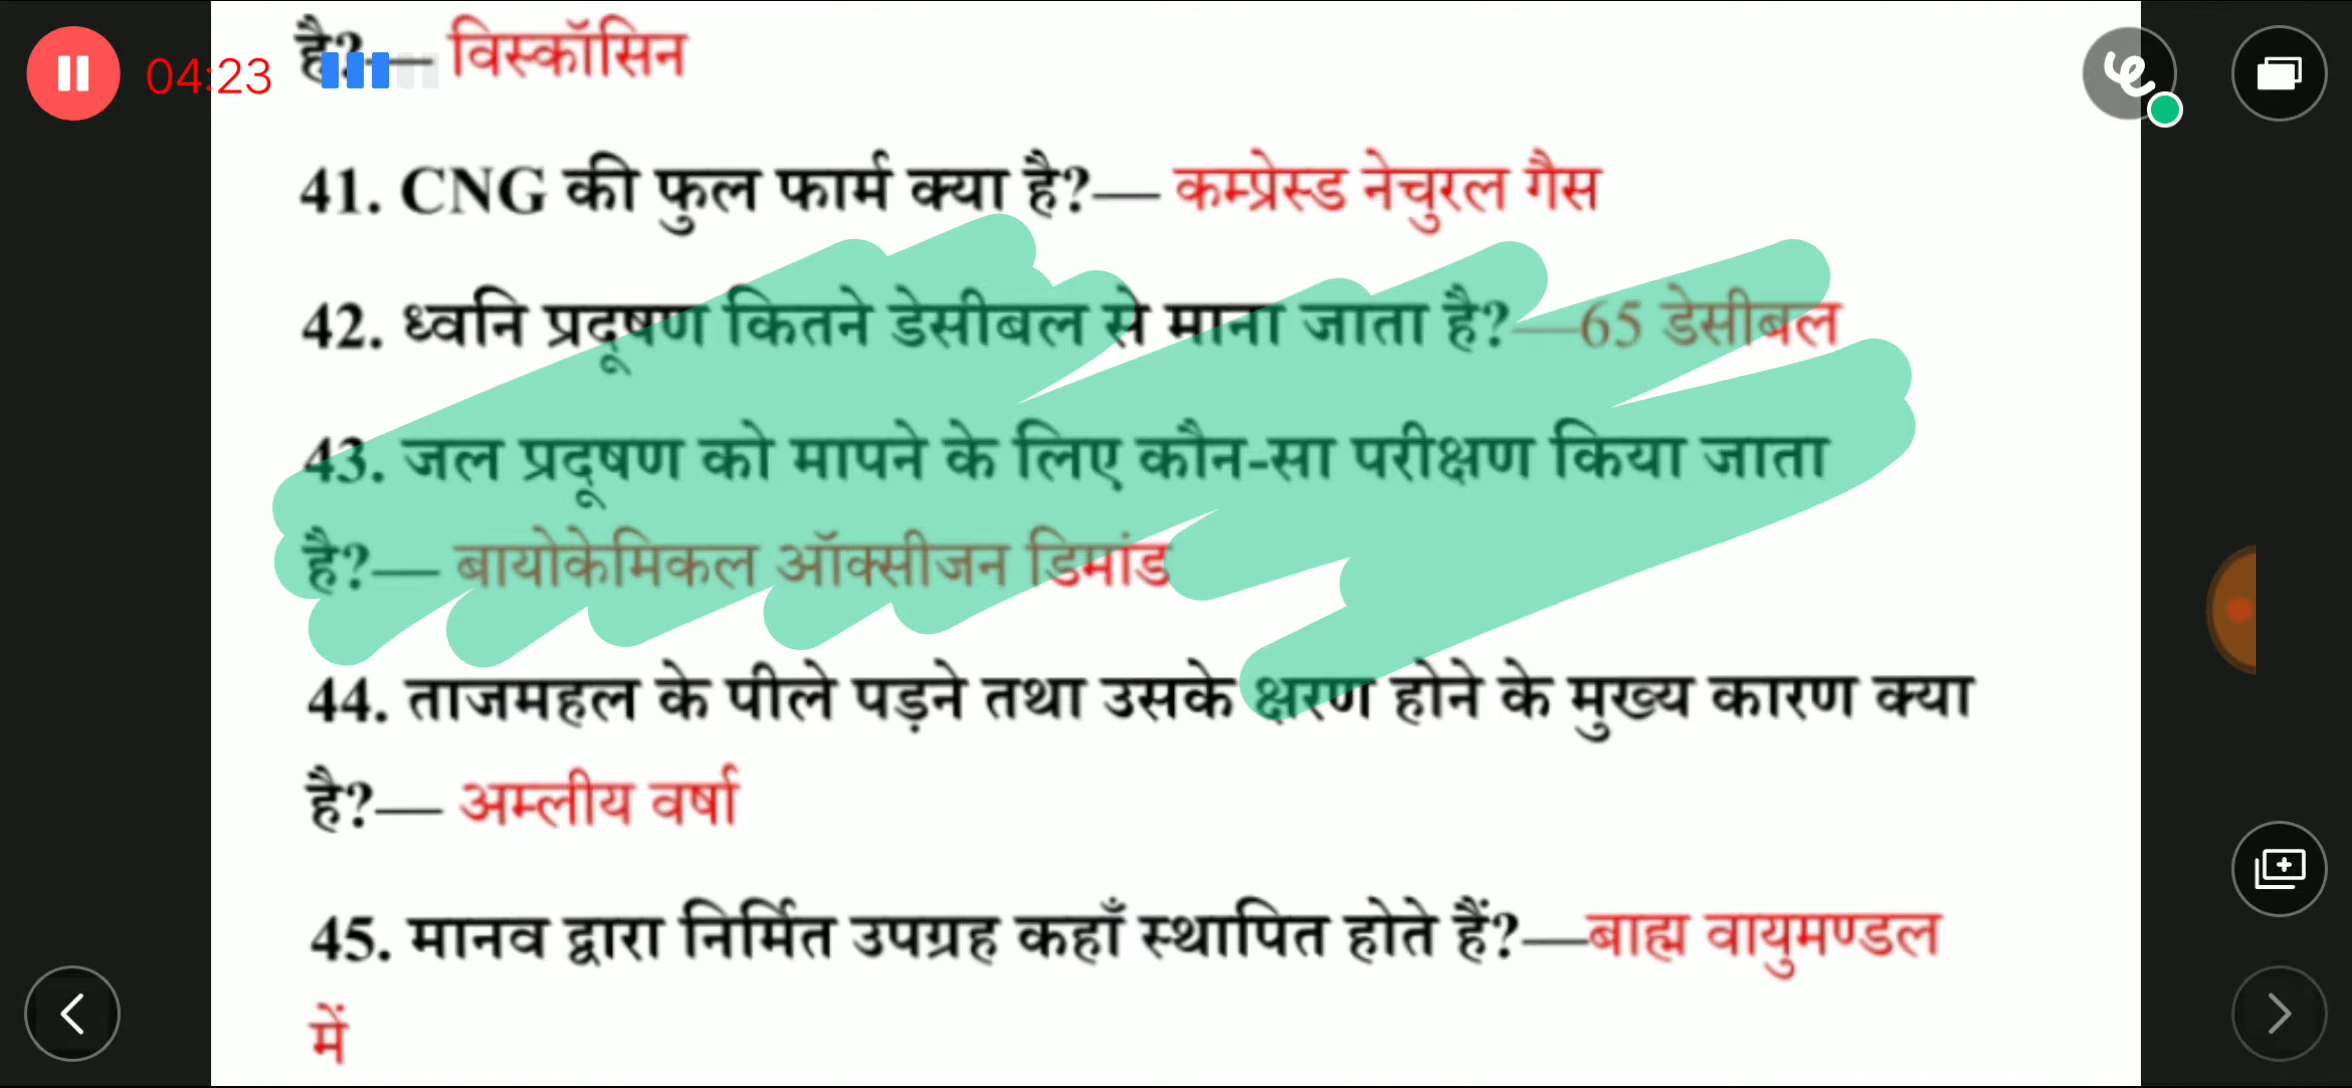 है?— विस्कॉसिन
04:23
41. CNG की फुल फार्म क्या है?— कम्प्रेस्ड नेचुरल गैस
42. ध्वनि प्रदूषण कितने डेसीबल से माना जाता है?—65 डेसीबल
43. जल प्रदूषण को मापने के लिए कौन-सा परीक्षण किया जाता
है?— बायोकेमिकल ऑक्सीजन डिमांड
44. ताजमहल के पीले पड़ने तथा उसके क्षरण होने के मुख्य कारण क्या
है?— अम्लीय वर्षा
45. मानव द्वारा निर्मित उपग्रह कहाँ स्थापित होते हैं?—बाह्य वायुमण्डल
में